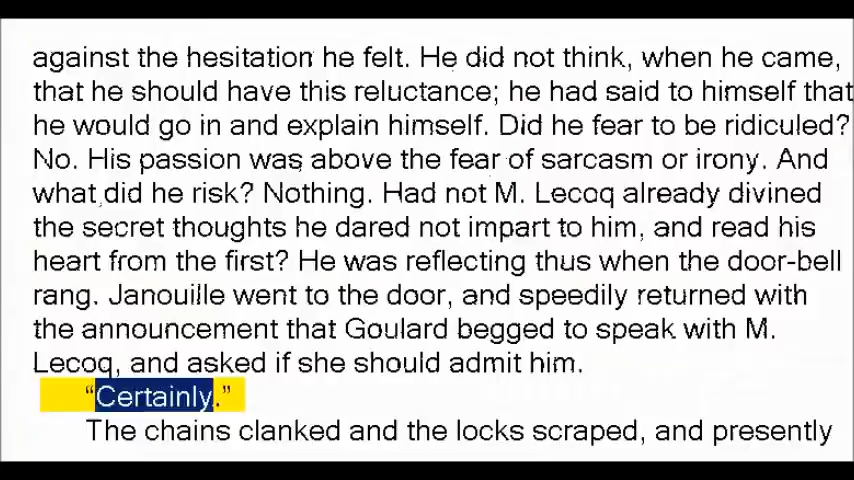 against the hesitation he felt. He did not think, when he came,
that he should have this reluctance; he had said to himself that
he would go in and explain himself. Did he fear to be ridiculed?
No. His passion was above the fear of sarcasm or irony. And
what did he risk? Nothing. Had not M. Lecoq already divined
the secret thoughts he dared not impart to him, and read his
heart from the first? He was reflecting thus when the door-bell
rang. Janouille went to the door, and speedily returned with
the announcement that Goulard begged to speak with M.
Lecoq, and asked if she should admit him.
“Certainly.”
The chains clanked and the locks scraped, and presently